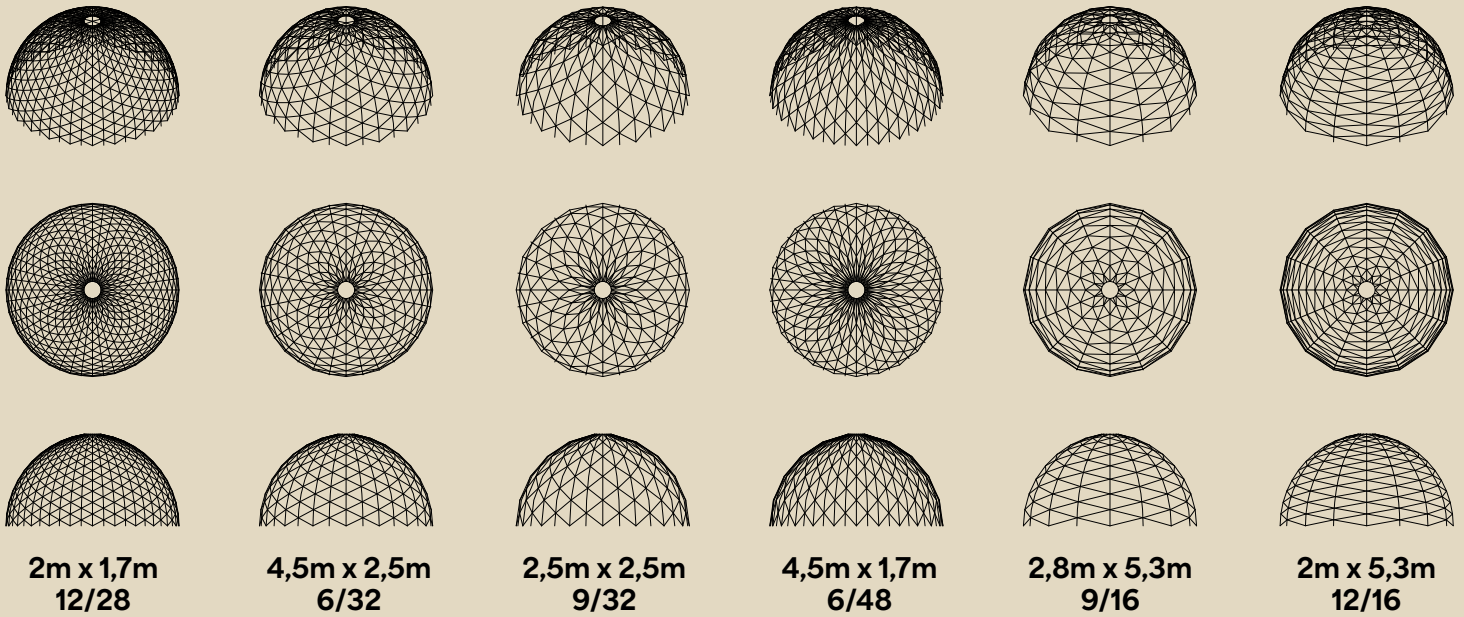 2m x 1,7m
12/28
4,5m x 2,5m
6/32
2,5m x 2,5m
9/32
4,5m x 1,7m
6/48
2,8m x 5,3m
9/16
2m x 5,3m
12/16